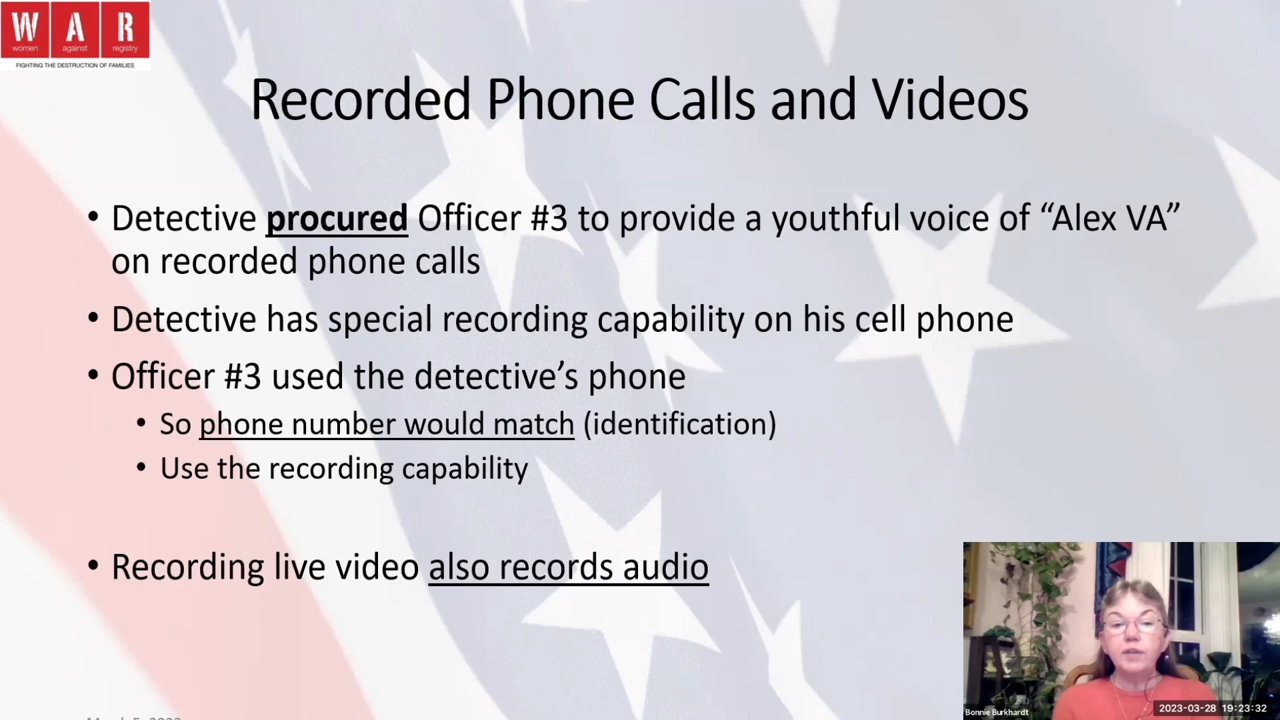 W A R
women against registry
FIGHTING THE DESTRUCTION OF FAMILIES
Recorded Phone Calls and Videos
• Detective procured Officer #3 to provide a youthful voice of “Alex VA”
on recorded phone calls
• Detective has special recording capability on his cell phone
• Officer #3 used the detective’s phone
• So phone number would match (identification)
• Use the recording capability
• Recording live video also records audio
Bonnie Burkhardt
2023-03-28 19:23:32